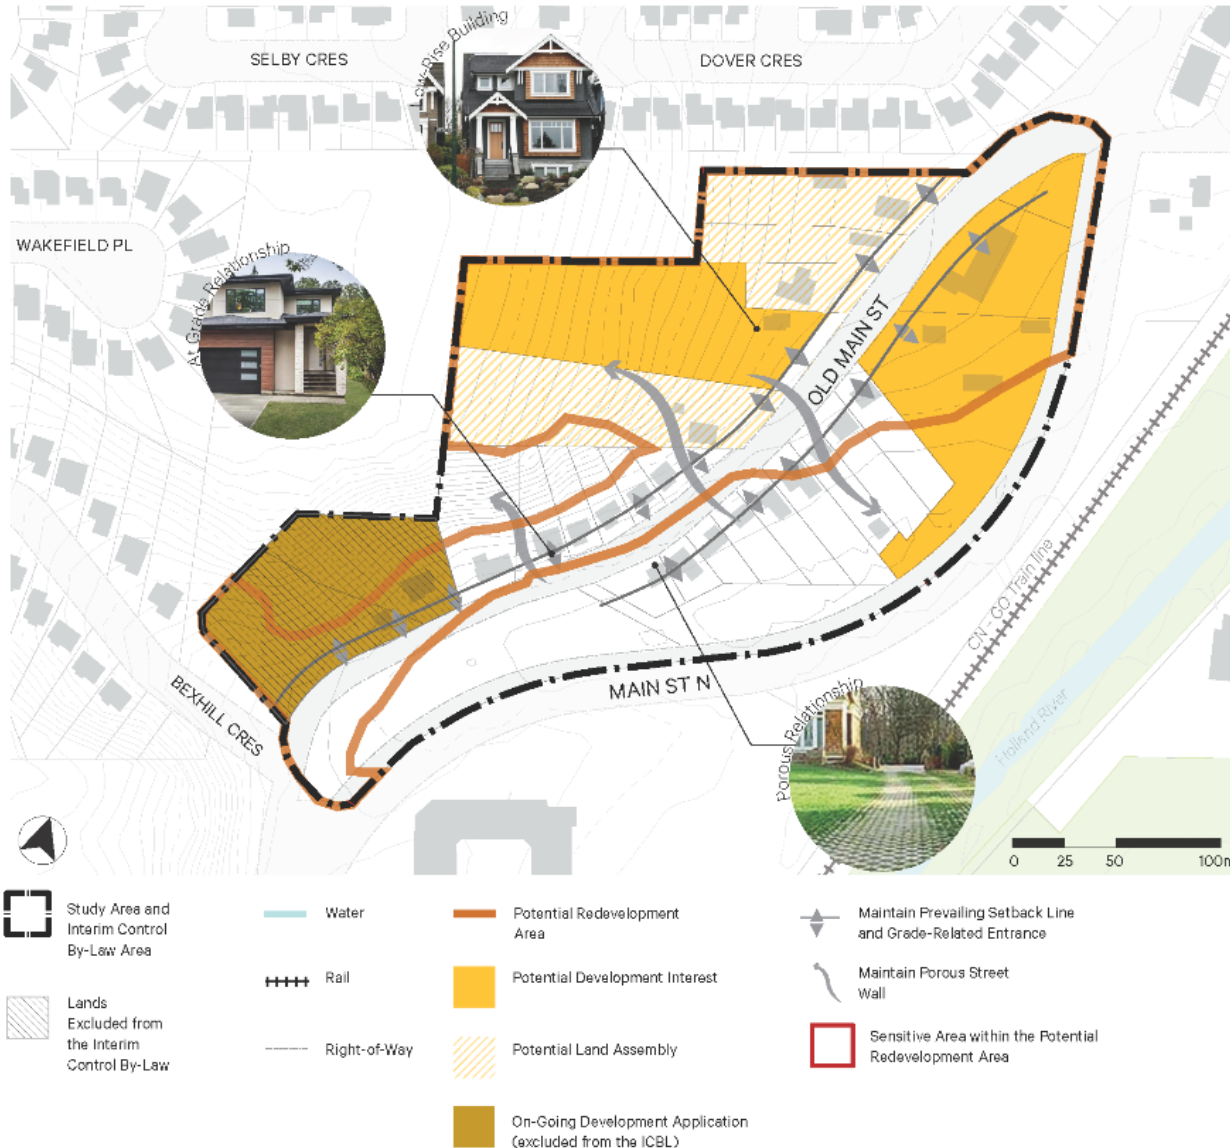 SELBY CRES
DOVER CRES
Low-Rise Building
WAKEFIELD PL
At Grade Relationship
OLD MAIN ST
CN - GO Train line
BEXHILL CRES
MAIN ST N
Porous Relationship
Holland River
0 25 50 100m
Study Area and
Interim Control
By-Law Area
Lands
Excluded from
the Interim
Control By-Law
Water
Rail
Right-of-Way
Potential Redevelopment
Area
Potential Development Interest
Potential Land Assembly
On-Going Development Application
(excluded from the ICBL)
Maintain Prevailing Setback Line
and Grade-Related Entrance
Maintain Porous Street
Wall
Sensitive Area within the Potential
Redevelopment Area